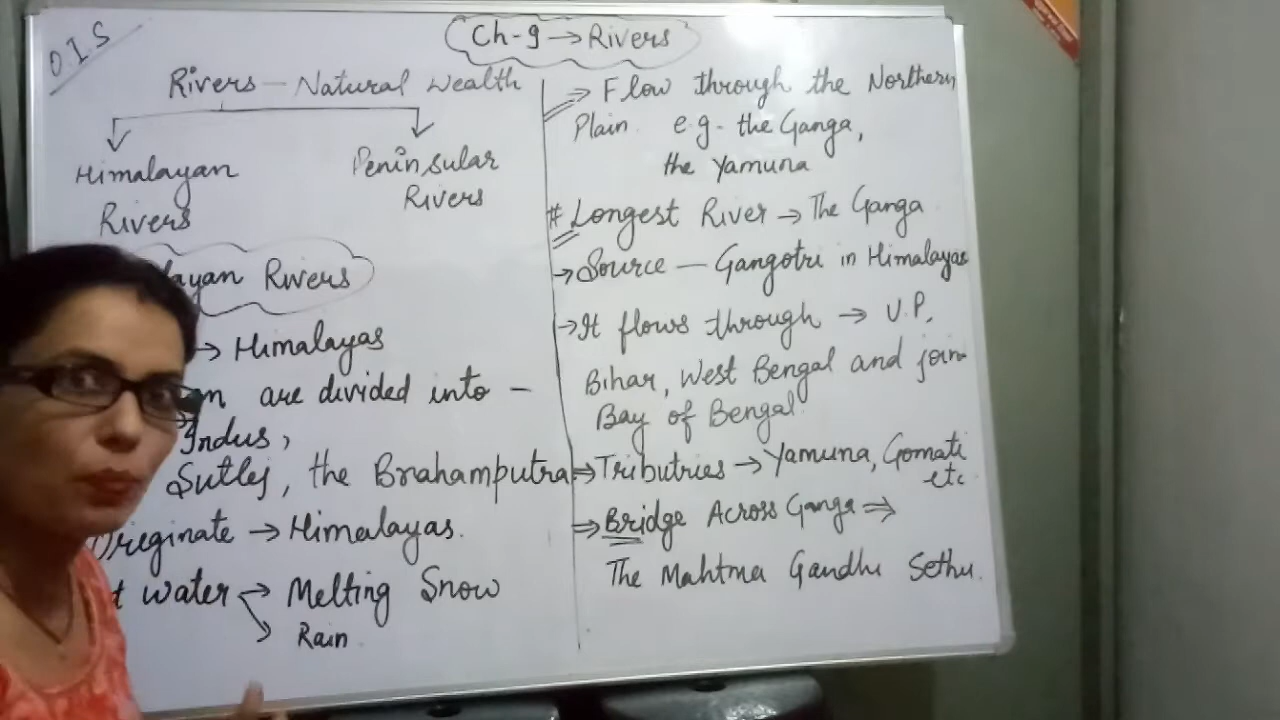 O.I.S
Ch-9 → Rivers
Rivers — Natural Wealth
Himalayan Rivers
Peninsular Rivers
layan Rivers
→ Himalayas
are divided into –
Indus,
Sutlej, the Brahamputra
Origenate → Himalayas.
water → Melting Snow
→ Rain
⇒ Flow through the Northern
Plain e.g. the Ganga,
the Yamuna
# Longest River → The Ganga
→ Source — Gangotri in Himalayas
→ It flows through → U.P,
Bihar, West Bengal and join
Bay of Bengal.
⇒ Tributries → Yamuna, Gomati
etc
⇒ Bridge Across Ganga ⇒
The Mahtma Gandhi Sethu.